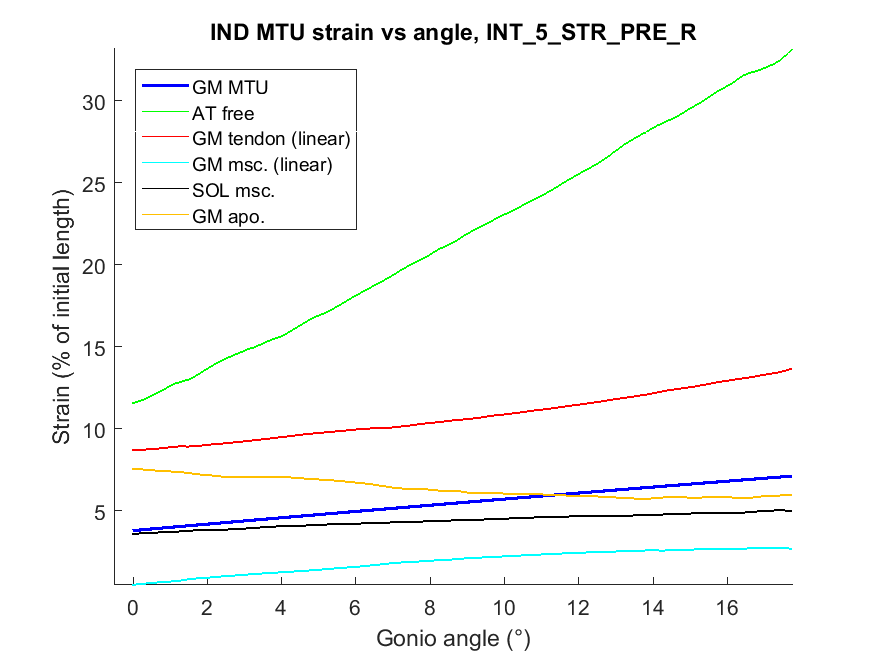 IND MTU strain vs angle, INT_5_STR_PRE_R
GM MTU
AT free
GM tendon (linear)
GM msc. (linear)
SOL msc.
GM apo.
Strain (% of initial length)
30
25
20
15
10
5
0 2 4 6 8 10 12 14 16
Gonio angle (°)